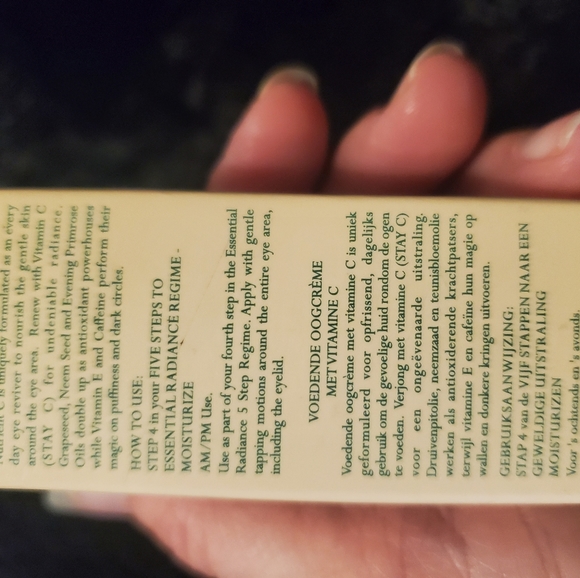 C is uniquely formulated as an every
day eye reviver to nourish the gentle skin
around the eye area. Renew with Vitamin C
(STAY C) for undeniable radiance.
Grapeseed, Neem Seed and Evening Primrose
Oils double up as antioxidant powerhouses
while Vitamin E and Caffeine perform their
magic on puffiness and dark circles.
HOW TO USE:
STEP 4 in your FIVE STEPS TO
ESSENTIAL RADIANCE REGIME -
MOISTURIZE
AM/PM Use.
Use as part of your fourth step in the Essential
Radiance 5 Step Regime. Apply with gentle
tapping motions around the entire eye area,
including the eyelid.
VOEDENDE OOGCRÈME
MET VITAMINE C
Voedende oogcrème met vitamine C is uniek
geformuleerd voor opfrissend, dagelijks
gebruik om de gevoelige huid rondom de ogen
te voeden. Verjong met vitamine C (STAY C)
voor een ongeëvenaarde uitstraling.
Druivenpitolie, neemzaad en teunisbloemolie
werken als antioxiderende krachtpatsers,
terwijl vitamine E en cafeïne hun magie op
wallen en donkere kringen uitvoeren.
GEBRUIKSAANWIJZING:
STAP 4 van de VIJF STAPPEN NAAR EEN
GEWELDIGE UITSTRALING
MOISTURIZEN
Voor 's ochtends en 's avonds.